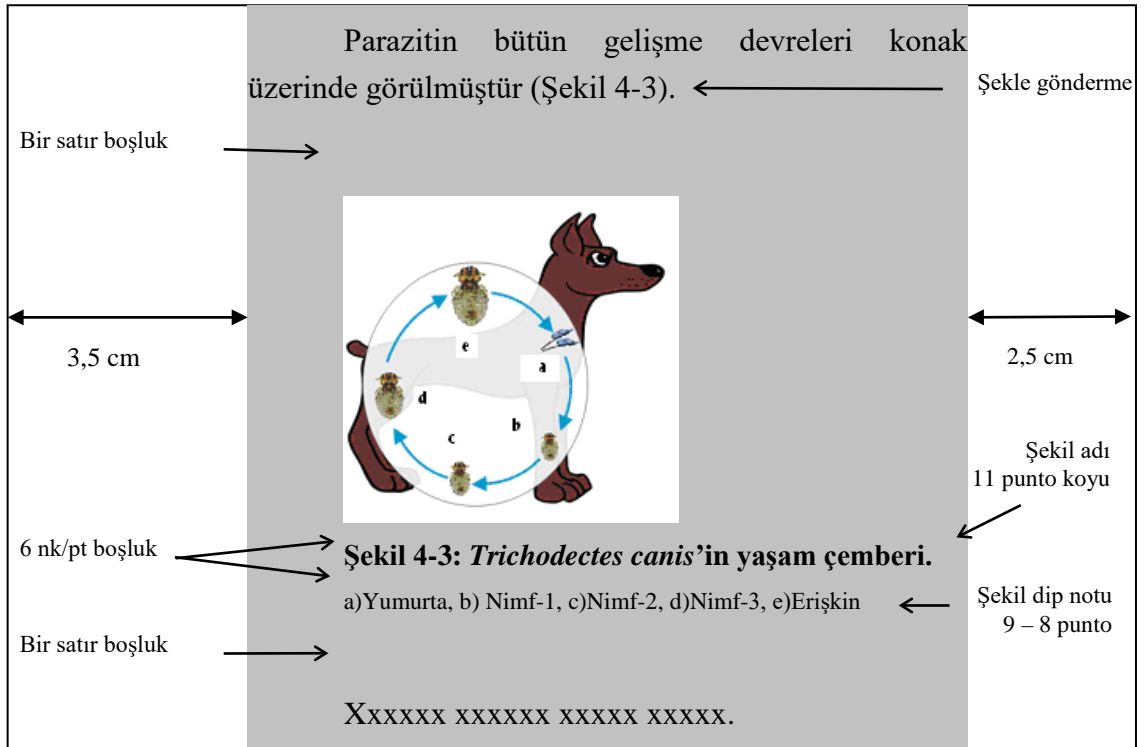 Parazitin bütün gelişme devreleri konak
üzerinde görülmüştür (Şekil 4-3).
Şekle gönderme
Bir satır boşluk
e
a
d
b
c
3,5 cm
2,5 cm
Şekil adı
11 punto koyu
6 nk/pt boşluk
Şekil 4-3: Trichodectes canis’in yaşam çemberi.
a)Yumurta, b) Nimf-1, c)Nimf-2, d)Nimf-3, e)Erişkin
Şekil dip notu
9 – 8 punto
Bir satır boşluk
Xxxxxx xxxxxx xxxxx xxxxx.